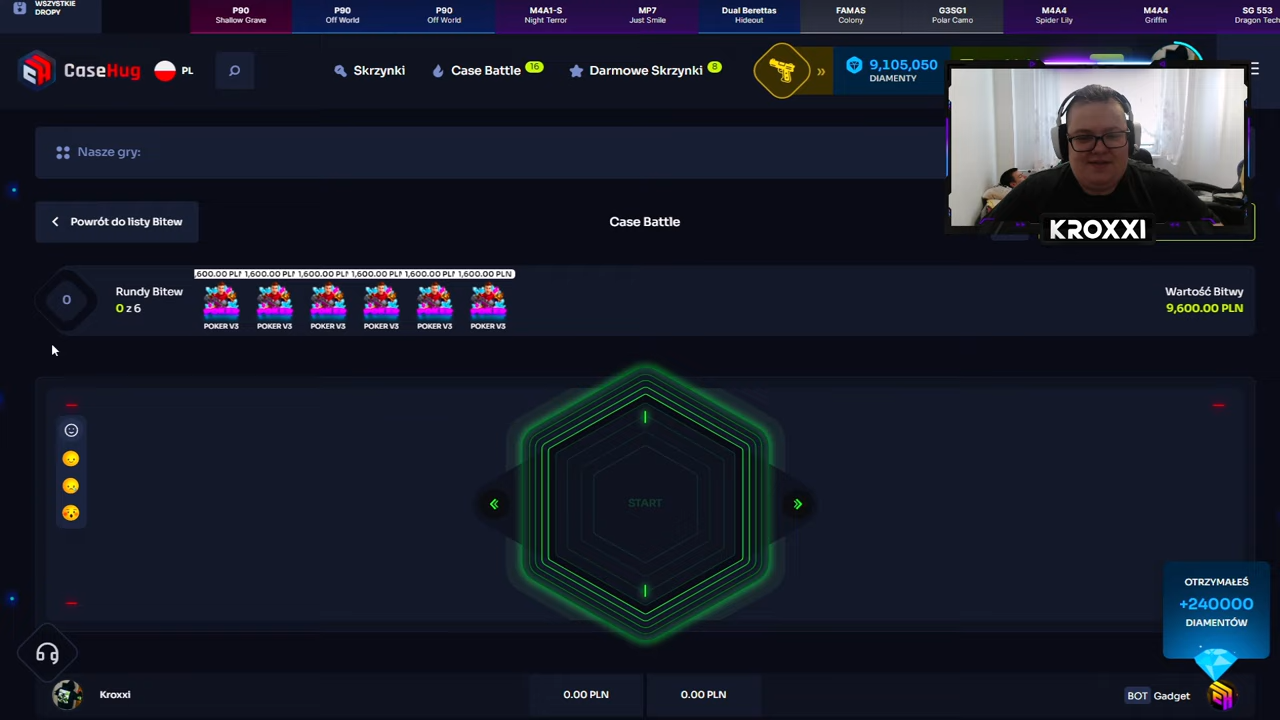 WSZYSTKIE
DROPY
P90
Shallow Grave
P90
Off World
P90
Off World
M4A1-S
Night Terror
MP7
Just Smile
Dual Berettas
Hideout
FAMAS
Colony
G3SG1
Polar Camo
M4A4
Spider Lily
M4A4
Griffin
SG 553
Dragon Tech
CaseHug
PL
Skrzynki
Case Battle 16
Darmowe Skrzynki 8
9,105,050
DIAMENTY
Nasze gry:
KROXXI
Powrót do listy Bitew
Case Battle
0
Rundy Bitew
0 z 6
,600.00 PLN 1,600.00 PLN 1,600.00 PLN 1,600.00 PLN 1,600.00 PLN 1,600.00 PLN
POKER V3 POKER V3 POKER V3 POKER V3 POKER V3 POKER V3
Wartość Bitwy
9,600.00 PLN
START
OTRZYMAŁEŚ
+240000
DIAMENTÓW
Kroxxi
0.00 PLN
0.00 PLN
BOT Gadget